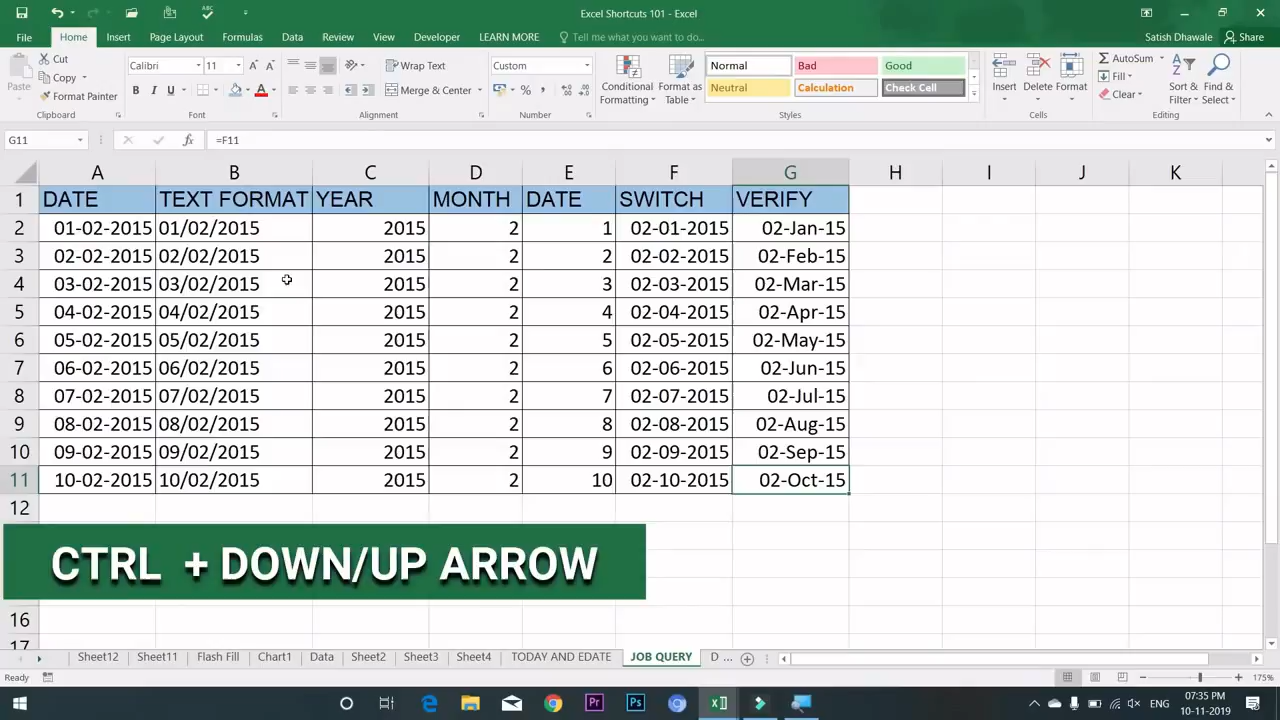 Excel Shortcuts 101 - Excel
File Home Insert Page Layout Formulas Data Review View Developer LEARN MORE Tell me what you want to do... Satish Dhawale Share
Paste Cut Copy Format Painter Clipboard
Calibri 11 B I U A Font
Wrap Text Merge & Center Alignment
Custom % Number
Conditional Formatting Format as Table
Normal Bad Good
Neutral Calculation Check Cell
Styles
Insert Delete Format Cells
AutoSum Fill Clear Sort & Filter Find & Select Editing
G11 fx =F11
A B C D E F G H I J K
1 DATE TEXT FORMAT YEAR MONTH DATE SWITCH VERIFY
2 01-02-2015 01/02/2015 2015 2 1 02-01-2015 02-Jan-15
3 02-02-2015 02/02/2015 2015 2 2 02-02-2015 02-Feb-15
4 03-02-2015 03/02/2015 2015 2 3 02-03-2015 02-Mar-15
5 04-02-2015 04/02/2015 2015 2 4 02-04-2015 02-Apr-15
6 05-02-2015 05/02/2015 2015 2 5 02-05-2015 02-May-15
7 06-02-2015 06/02/2015 2015 2 6 02-06-2015 02-Jun-15
8 07-02-2015 07/02/2015 2015 2 7 02-07-2015 02-Jul-15
9 08-02-2015 08/02/2015 2015 2 8 02-08-2015 02-Aug-15
10 09-02-2015 09/02/2015 2015 2 9 02-09-2015 02-Sep-15
11 10-02-2015 10/02/2015 2015 2 10 02-10-2015 02-Oct-15
12
CTRL + DOWN/UP ARROW
16
17
Sheet12 Sheet11 Flash Fill Chart1 Data Sheet2 Sheet3 Sheet4 TODAY AND EDATE JOB QUERY D ...
Ready 175%
Pr Ps ENG 07:35 PM
10-11-2019